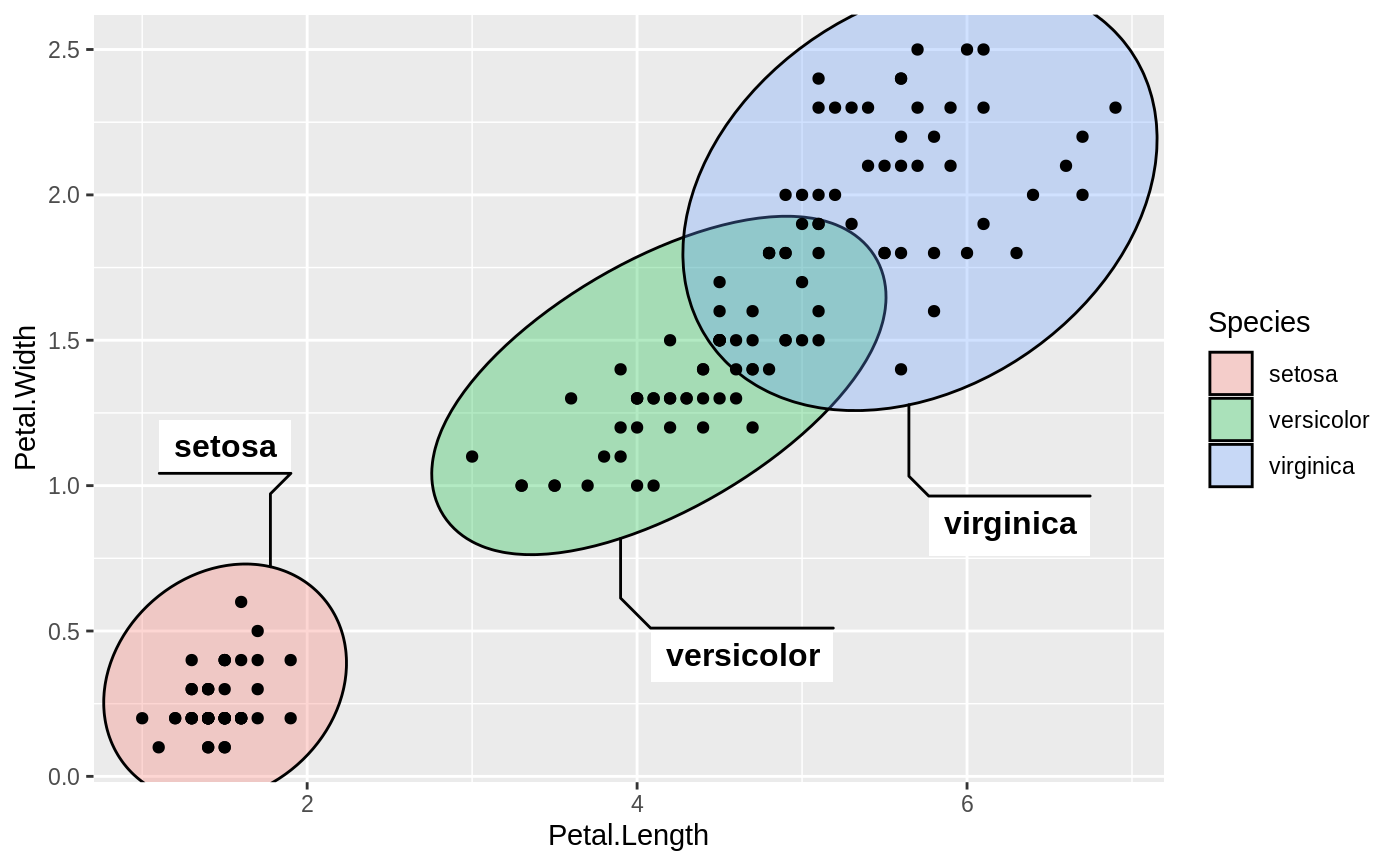 2.5
2.0
1.5
1.0
0.5
0.0
Petal.Width
setosa
versicolor
virginica
2
4
6
Petal.Length
Species
setosa
versicolor
virginica